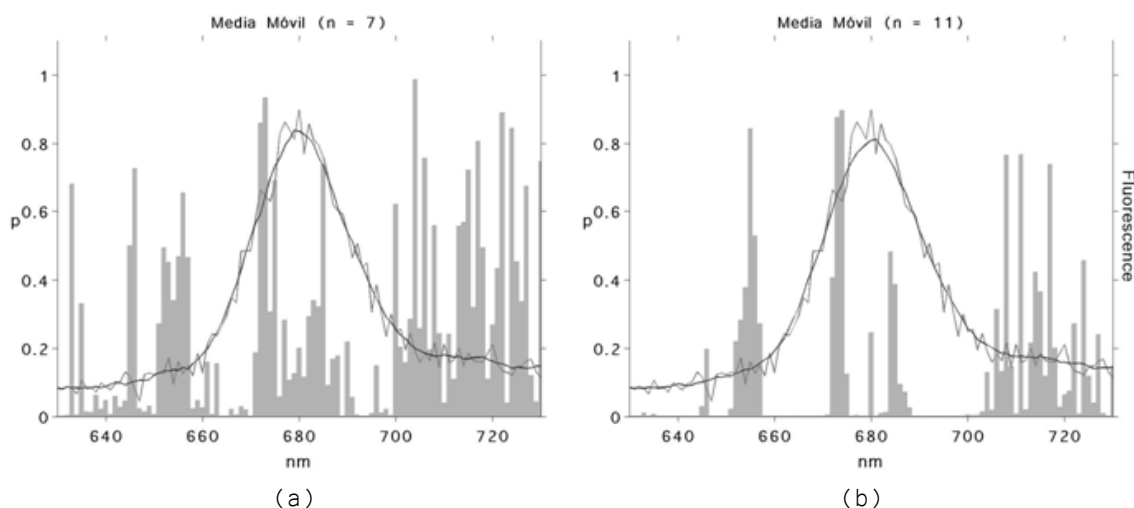 Media Móvil (n = 7)
1
0.8
0.6
p
0.4
0.2
0
640 660 680 700 720
nm
(a)
Media Móvil (n = 11)
1
0.8
0.6
p
0.4
0.2
0
640 660 680 700 720
nm
Fluorescence
(b)